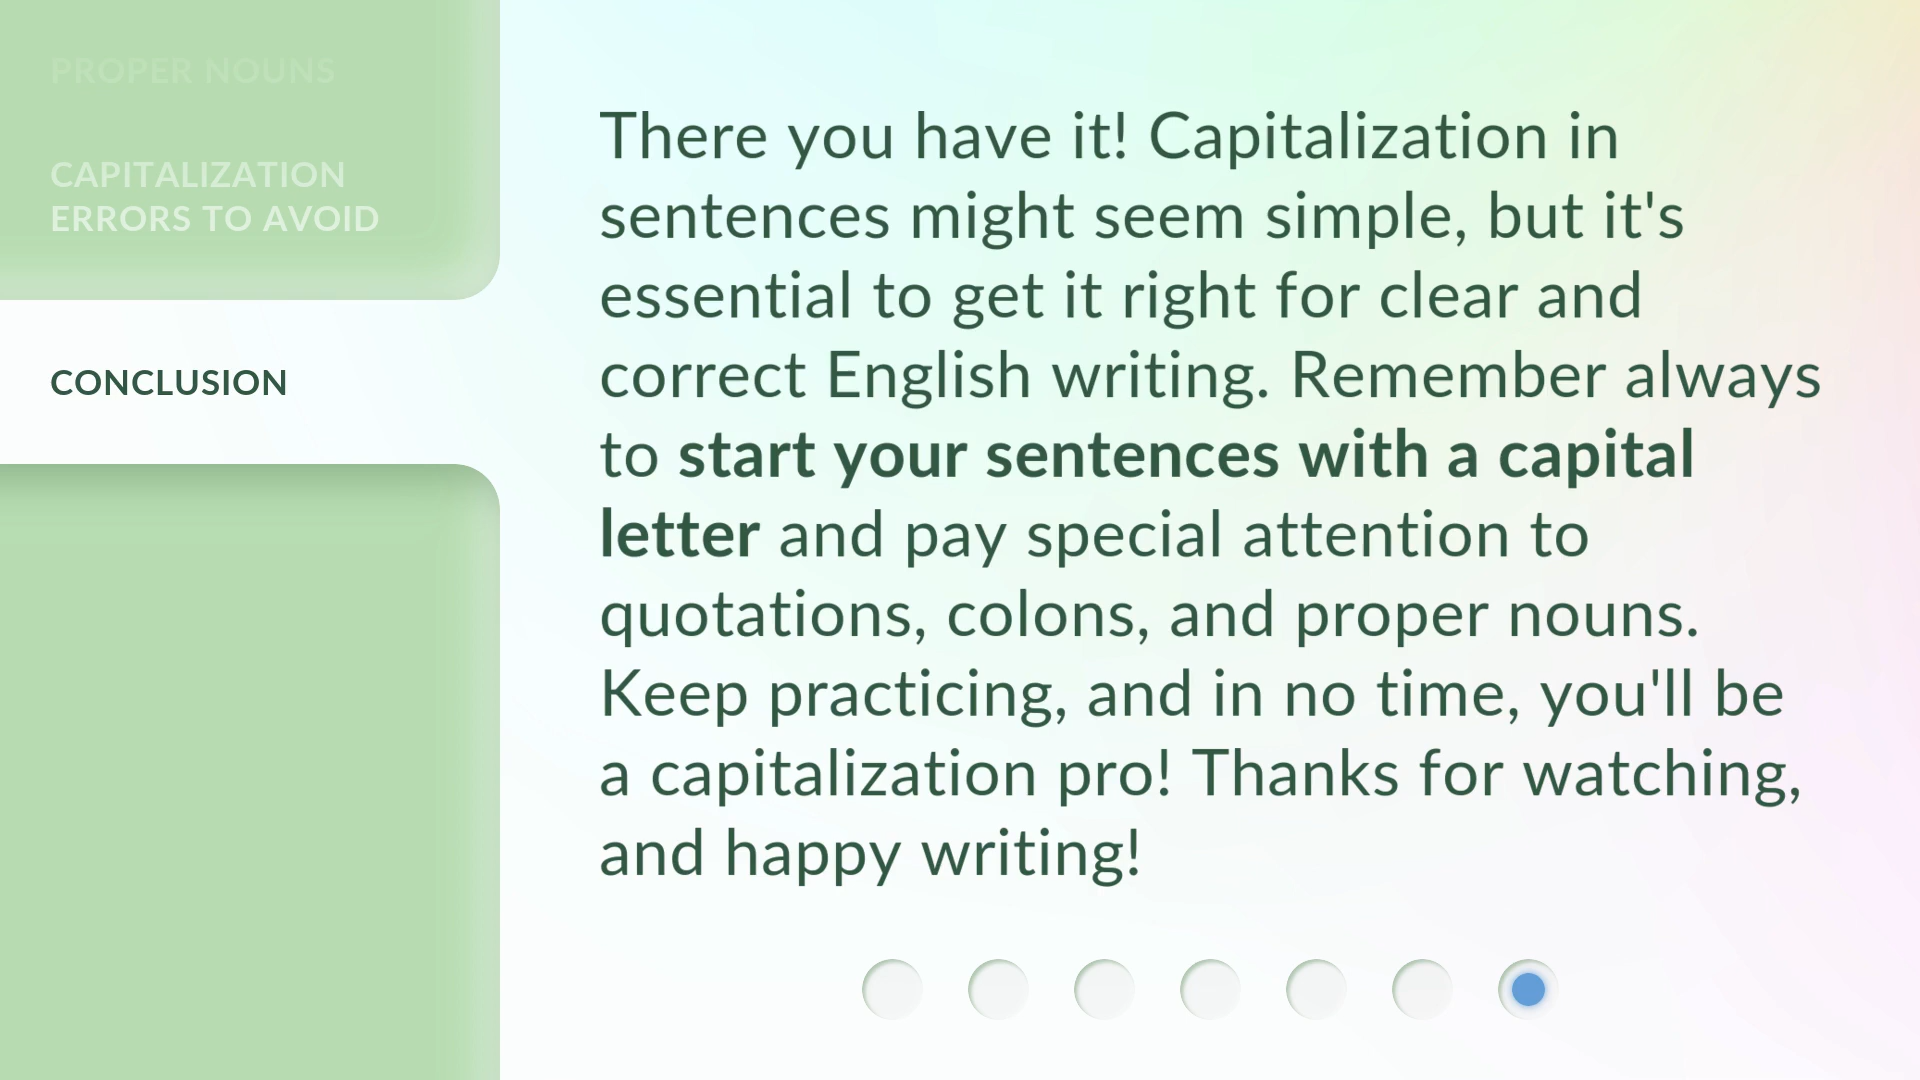 PROPER NOUNS
CAPITALIZATION
ERRORS TO AVOID
CONCLUSION
There you have it! Capitalization in
sentences might seem simple, but it's
essential to get it right for clear and
correct English writing. Remember always
to start your sentences with a capital
letter and pay special attention to
quotations, colons, and proper nouns.
Keep practicing, and in no time, you'll be
a capitalization pro! Thanks for watching,
and happy writing!